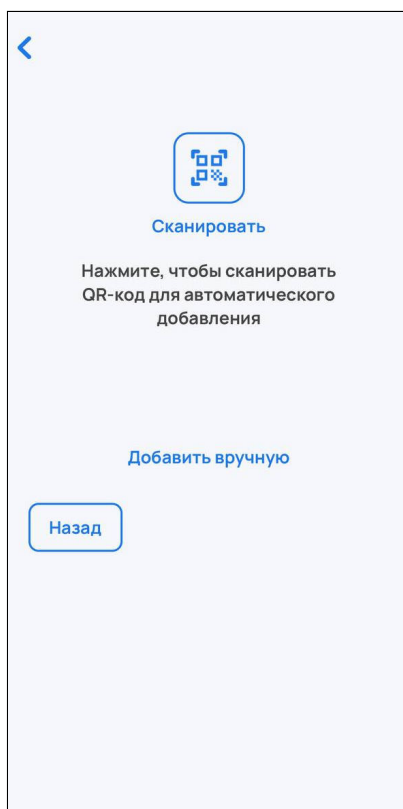 Сканировать
Нажмите, чтобы сканировать
QR-код для автоматического
добавления
Добавить вручную
Назад